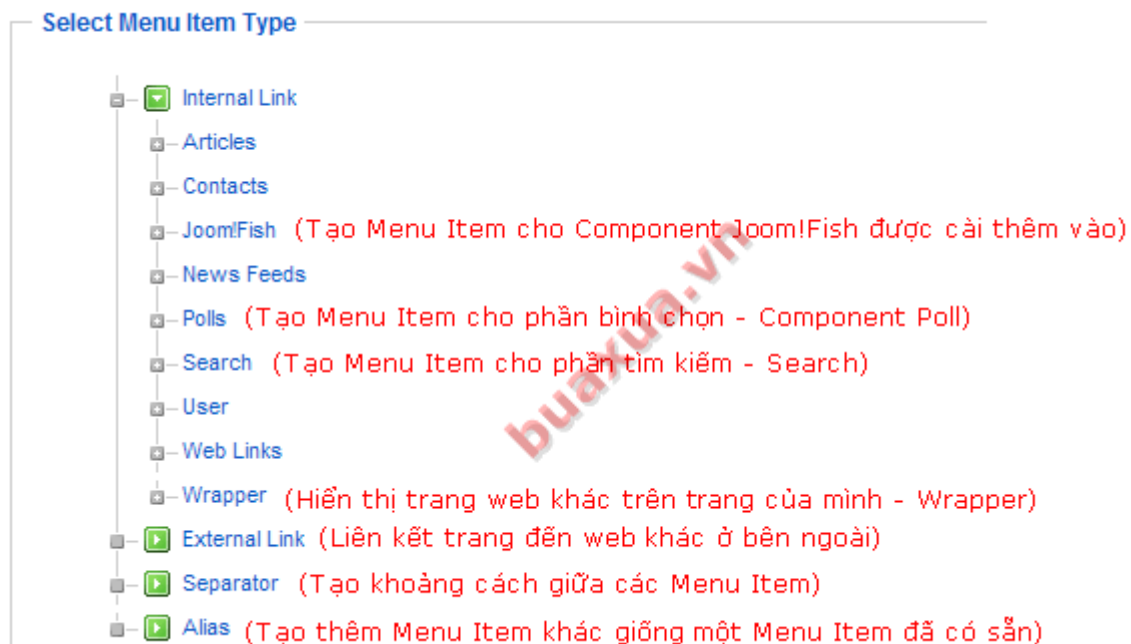 Select Menu Item Type
Internal Link
Articles
Contacts
Joom!Fish (Tạo Menu Item cho Component Joom!Fish được cài thêm vào)
News Feeds
Polls (Tạo Menu Item cho phần bình chọn - Component Poll)
Search (Tạo Menu Item cho phần tìm kiếm - Search)
User
Web Links
Wrapper (Hiển thị trang web khác trên trang của mình - Wrapper)
External Link (Liên kết trang đến web khác ở bên ngoài)
Separator (Tạo khoảng cách giữa các Menu Item)
Alias (Tạo thêm Menu Item khác giống một Menu Item đã có sẵn)
buaxua.vn